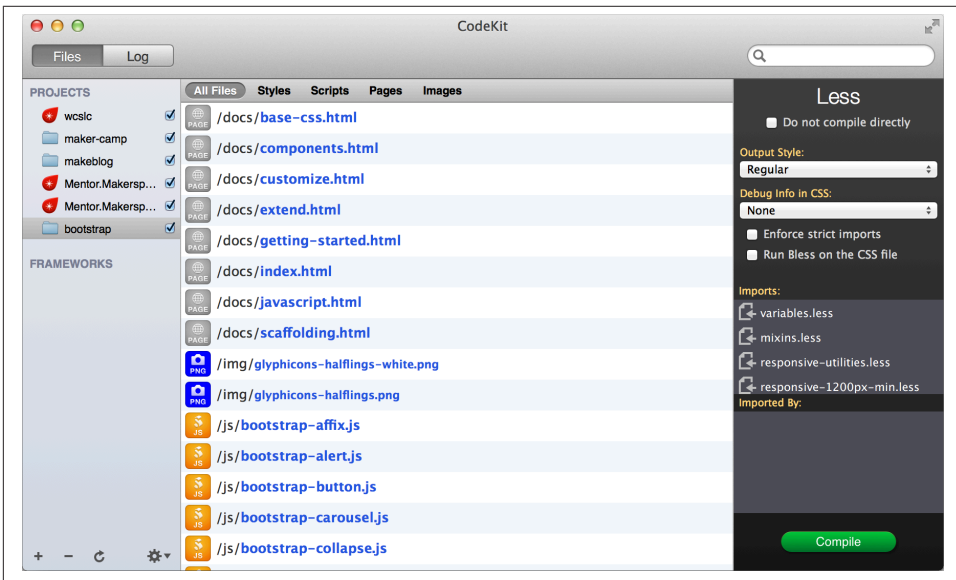 CodeKit
Files Log
PROJECTS
wcslc
maker-camp
makeblog
Mentor.Makersp...
Mentor.Makersp...
bootstrap
FRAMEWORKS
All Files Styles Scripts Pages Images
PAGE /docs/base-css.html
PAGE /docs/components.html
PAGE /docs/customize.html
PAGE /docs/extend.html
PAGE /docs/getting-started.html
PAGE /docs/index.html
PAGE /docs/javascript.html
PAGE /docs/scaffolding.html
PNG /img/glyphicons-halflings-white.png
PNG /img/glyphicons-halflings.png
JS /js/bootstrap-affix.js
JS /js/bootstrap-alert.js
JS /js/bootstrap-button.js
JS /js/bootstrap-carousel.js
JS /js/bootstrap-collapse.js
Less
Do not compile directly
Output Style:
Regular
Debug Info in CSS:
None
Enforce strict imports
Run Bless on the CSS file
Imports:
variables.less
mixins.less
responsive-utilities.less
responsive-1200px-min.less
Imported By:
Compile